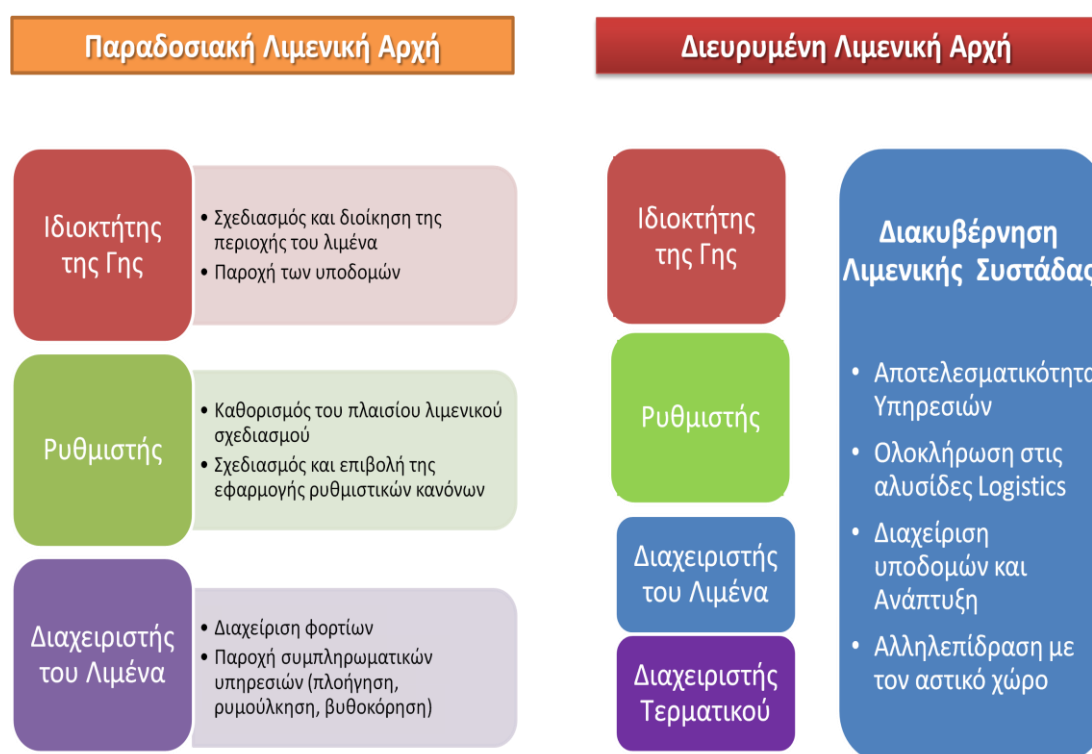 Παραδοσιακή Λιμενική Αρχή
Ιδιοκτήτης
της Γης
• Σχεδιασμός και διοίκηση της
περιοχής του λιμένα
• Παροχή των υποδομών
Ρυθμιστής
• Καθορισμός του πλαισίου λιμενικού
σχεδιασμού
• Σχεδιασμός και επιβολή της
εφαρμογής ρυθμιστικών κανόνων
Διαχειριστής
του Λιμένα
• Διαχείριση φορτίων
• Παροχή συμπληρωματικών
υπηρεσιών (πλοήγηση,
ρυμούλκηση, βυθοκόρηση)
Διευρυμένη Λιμενική Αρχή
Ιδιοκτήτης
της Γης
Ρυθμιστής
Διαχειριστής
του Λιμένα
Διαχειριστής
Τερματικού
Διακυβέρνηση
Λιμενικής Συστάδας
• Αποτελεσματικότητα
Υπηρεσιών
• Ολοκλήρωση στις
αλυσίδες Logistics
• Διαχείριση
υποδομών και
Ανάπτυξη
• Αλληλεπίδραση με
τον αστικό χώρο